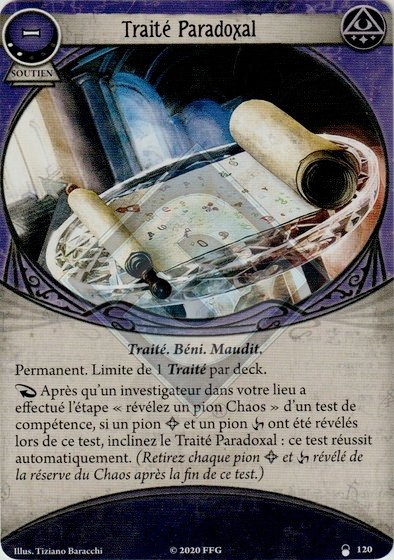 Traité Paradoxal
SOUTIEN
Traité. Béni. Maudit.
Permanent. Limite de 1 Traité par deck.
Après qu'un investigateur dans votre lieu a
effectué l'étape « révélez un pion Chaos » d'un test de
compétence, si un pion et un pion ont été révélés
lors de ce test, inclinez le Traité Paradoxal : ce test réussit
automatiquement. (Retirez chaque pion et révélé de
la réserve du Chaos après la fin de ce test.)
Illus. Tiziano Baracchi
© 2020 FFG
120